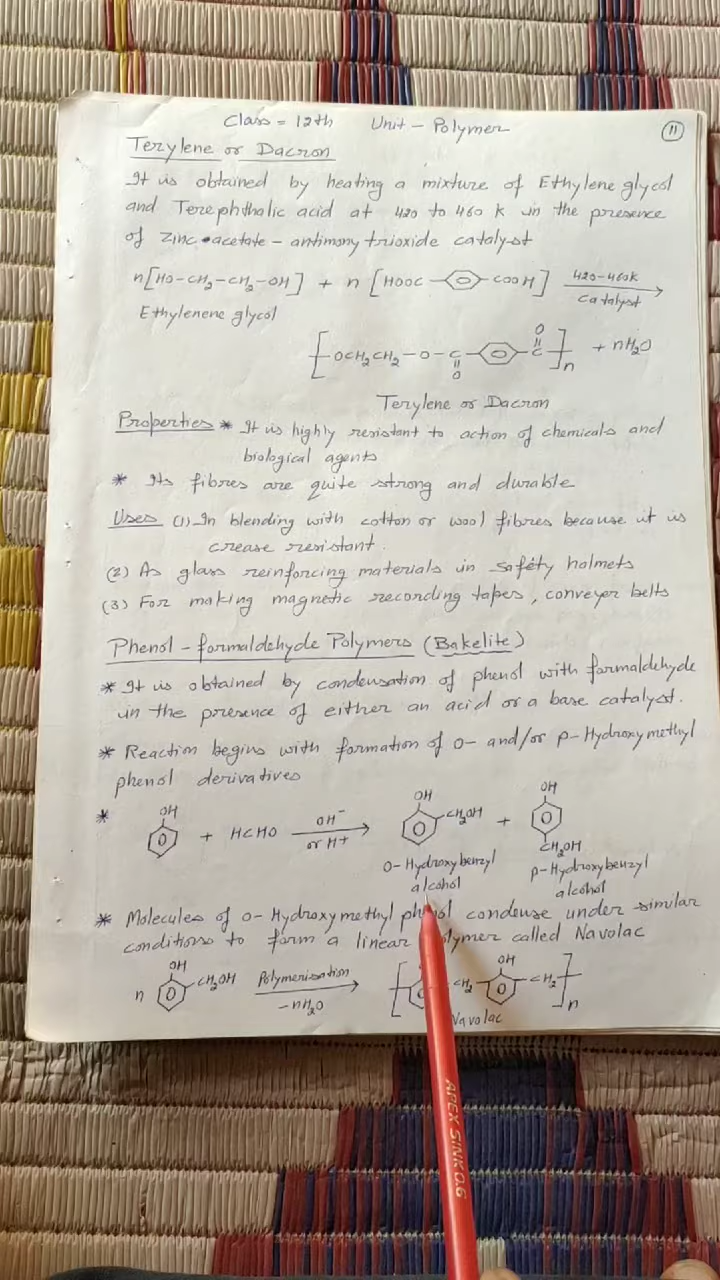 Class = 12th Unit - Polymer 11
Terylene or Dacron
It is obtained by heating a mixture of Ethylene glycol
and Terephthalic acid at 420 to 460 K in the presence
of Zinc acetate - antimony trioxide catalyst
n[HO-CH2-CH2-OH] + n [HOOC- -COOH] 420-460K
Catalyst
Ethylenene glycol
[OCH2CH2-O-C- -C]n + nH2O
O
O
Terylene or Dacron
Properties * It is highly resistant to action of chemicals and
biological agents
* Its fibres are quite strong and durable
Uses (1) In blending with cotton or wool fibres because it is
crease resistant.
(2) As glass reinforcing materials in safety halmets
(3) For making magnetic reconding tapes, conveyer belts
Phenol - formaldehyde Polymers (Bakelite)
* It is obtained by condensation of phenol with formaldehyde
in the presence of either an acid or a base catalyst.
* Reaction begins with formation of o- and/or p-Hydroxymethyl
phenol derivatives
* OH + HCHO OH- or H+ → OH CH2OH + OH CH2OH
O-Hydroxybenzyl alcohol
p-Hydroxybenzyl alcohol
* Molecules of O-Hydroxymethyl phenol condense under similar
conditions to form a linear polymer called Navolac
n OH CH2OH Polymerisation -nH2O → [ CH2 OH CH2 ]n
Navolac
APEX SINK 0.6